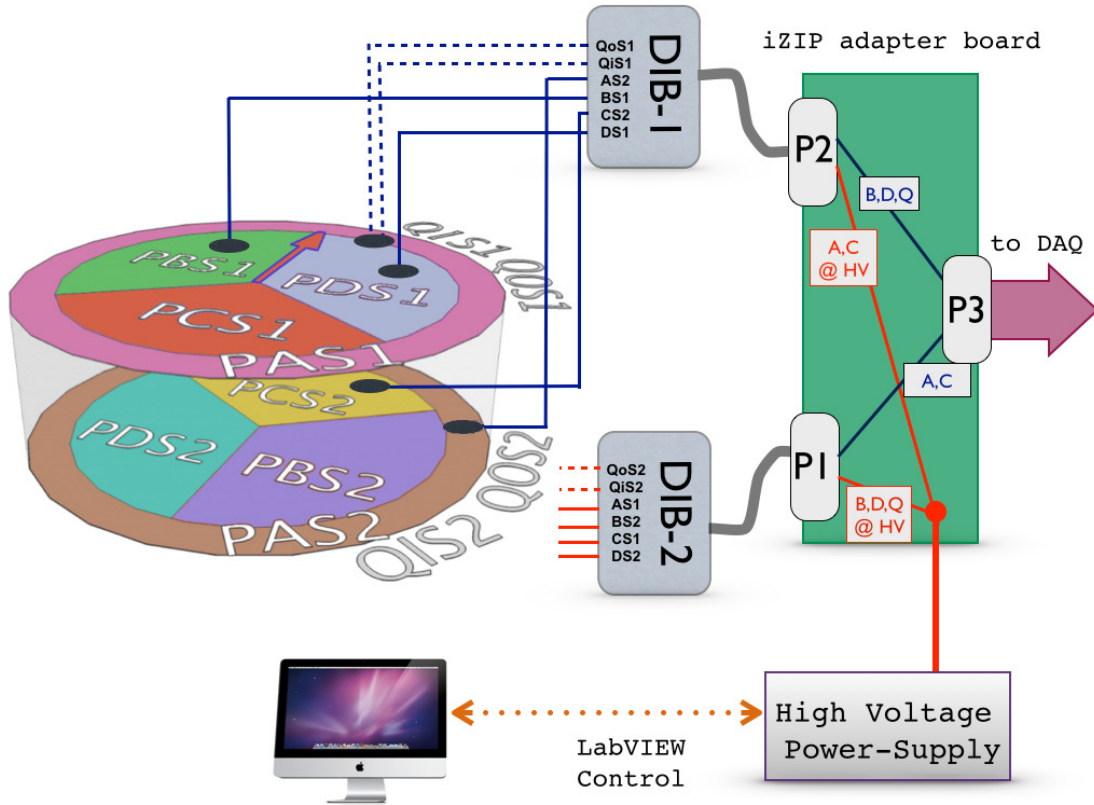 iZIP adapter board
QoS1
QiS1
AS2
BS1
CS2
DS1
DIB-1
P2
B,D,Q
A,C
@ HV
to DAQ
P3
A,C
P1
B,D,Q
@ HV
QIS1 QOS1
PBS1
PDS1
PCS1
PAS1
PCS2
PDS2
PBS2
PAS2
QIS2 QOS2
QoS2
QiS2
AS1
BS2
CS1
DS2
DIB-2
LabVIEW
Control
High Voltage
Power-Supply